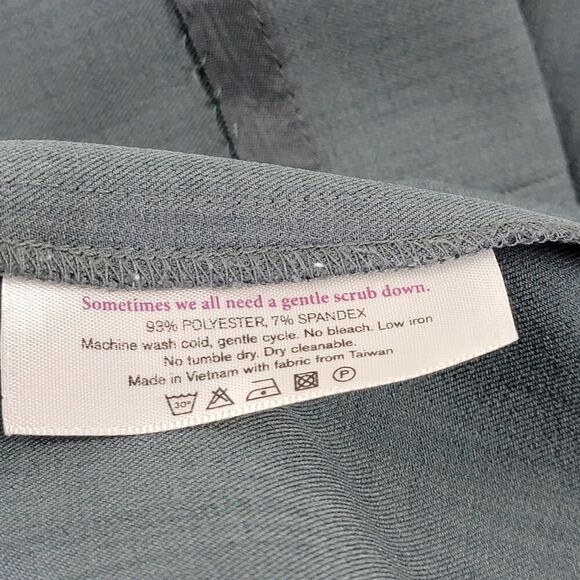 Sometimes we all need a gentle scrub down.
93% POLYESTER, 7% SPANDEX
Machine wash cold, gentle cycle. No bleach. Low iron
No tumble dry. Dry cleanable.
Made in Vietnam with fabric from Taiwan
30° P